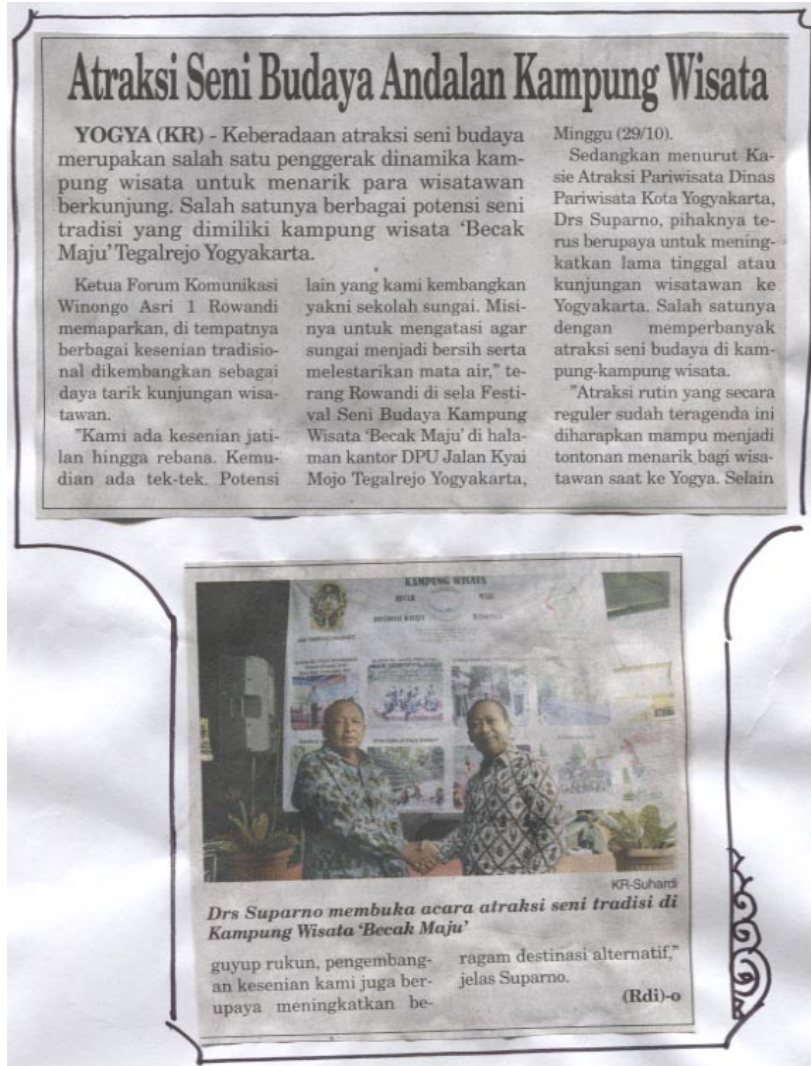 Atraksi Seni Budaya Andalan Kampung Wisata
YOGYA (KR) - Keberadaan atraksi seni budaya
merupakan salah satu penggerak dinamika kam-
pung wisata untuk menarik para wisatawan
berkunjung. Salah satunya berbagai potensi seni
tradisi yang dimiliki kampung wisata ‘Becak
Maju’ Tegalrejo Yogyakarta.
Ketua Forum Komunikasi
Winongo Asri 1 Rowandi
memaparkan, di tempatnya
berbagai kesenian tradisio-
nal dikembangkan sebagai
daya tarik kunjungan wisa-
tawan.
"Kami ada kesenian jati-
lan hingga rebana. Kemu-
dian ada tek-tek. Potensi
lain yang kami kembangkan
yakni sekolah sungai. Misi-
nya untuk mengatasi agar
sungai menjadi bersih serta
melestarikan mata air," te-
rang Rowandi di sela Festi-
val Seni Budaya Kampung
Wisata ‘Becak Maju’ di hala-
man kantor DPU Jalan Kyai
Mojo Tegalrejo Yogyakarta,
Minggu (29/10).
Sedangkan menurut Ka-
sie Atraksi Pariwisata Dinas
Pariwisata Kota Yogyakarta,
Drs Suparno, pihaknya te-
rus berupaya untuk mening-
katkan lama tinggal atau
kunjungan wisatawan ke
Yogyakarta. Salah satunya
dengan memperbanyak
atraksi seni budaya di kam-
pung-kampung wisata.
"Atraksi rutin yang secara
reguler sudah teragenda ini
diharapkan mampu menjadi
tontonan menarik bagi wisa-
tawan saat ke Yogya. Selain
KAMPUNG WISATA
BECAK MAJU
KR-Suhardi
Drs Suparno membuka acara atraksi seni tradisi di
Kampung Wisata ‘Becak Maju’
guyup rukun, pengembang-
an kesenian kami juga ber-
upaya meningkatkan be-
ragam destinasi alternatif,"
jelas Suparno.
(Rdi)-o